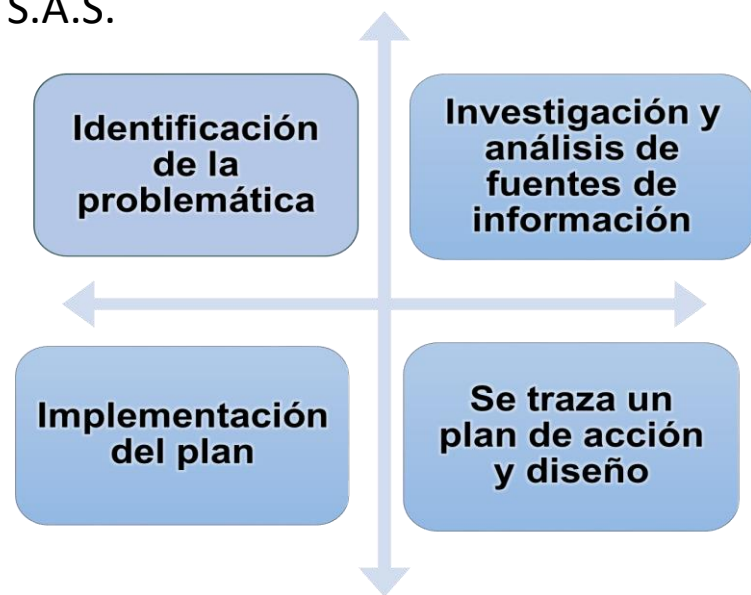 S.A.S.
Identificación
de la
problemática
Investigación y
análisis de
fuentes de
información
Implementación
del plan
Se traza un
plan de acción
y diseño